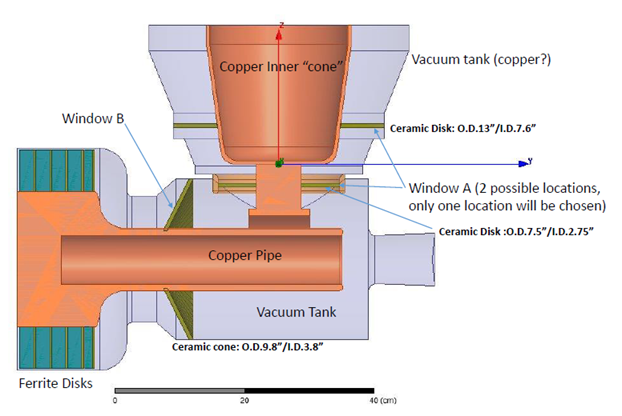 Z
Copper Inner "cone"
Vacuum tank (copper?)
Window B
Ceramic Disk: O.D.13”/I.D.7.6”
Y
Window A (2 possible locations,
only one location will be chosen)
Ceramic Disk :O.D.7.5”/I.D.2.75”
Copper Pipe
Vacuum Tank
Ceramic cone: O.D.9.8”/I.D.3.8”
Ferrite Disks
0
20
40 (cm)